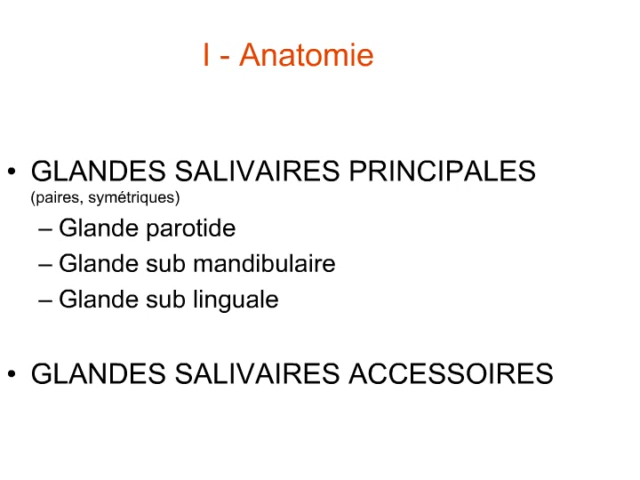 I - Anatomie
• GLANDES SALIVAIRES PRINCIPALES
(paires, symétriques)
– Glande parotide
– Glande sub mandibulaire
– Glande sub linguale
• GLANDES SALIVAIRES ACCESSOIRES